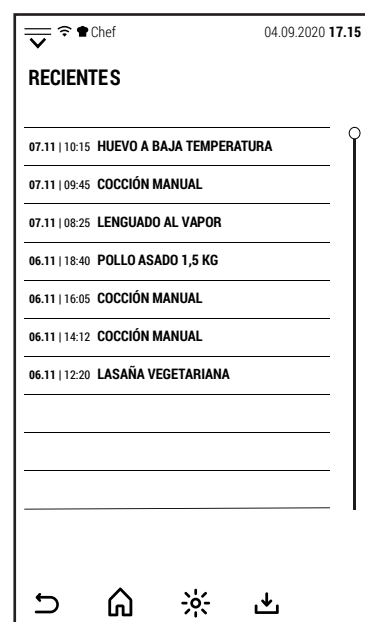 Chef 04.09.2020 17.15
RECIENTES
07.11 | 10:15 HUEVO A BAJA TEMPERATURA
07.11 | 09:45 COCCIÓN MANUAL
07.11 | 08:25 LENGUADO AL VAPOR
06.11 | 18:40 POLLO ASADO 1,5 KG
06.11 | 16:05 COCCIÓN MANUAL
06.11 | 14:12 COCCIÓN MANUAL
06.11 | 12:20 LASAÑA VEGETARIANA